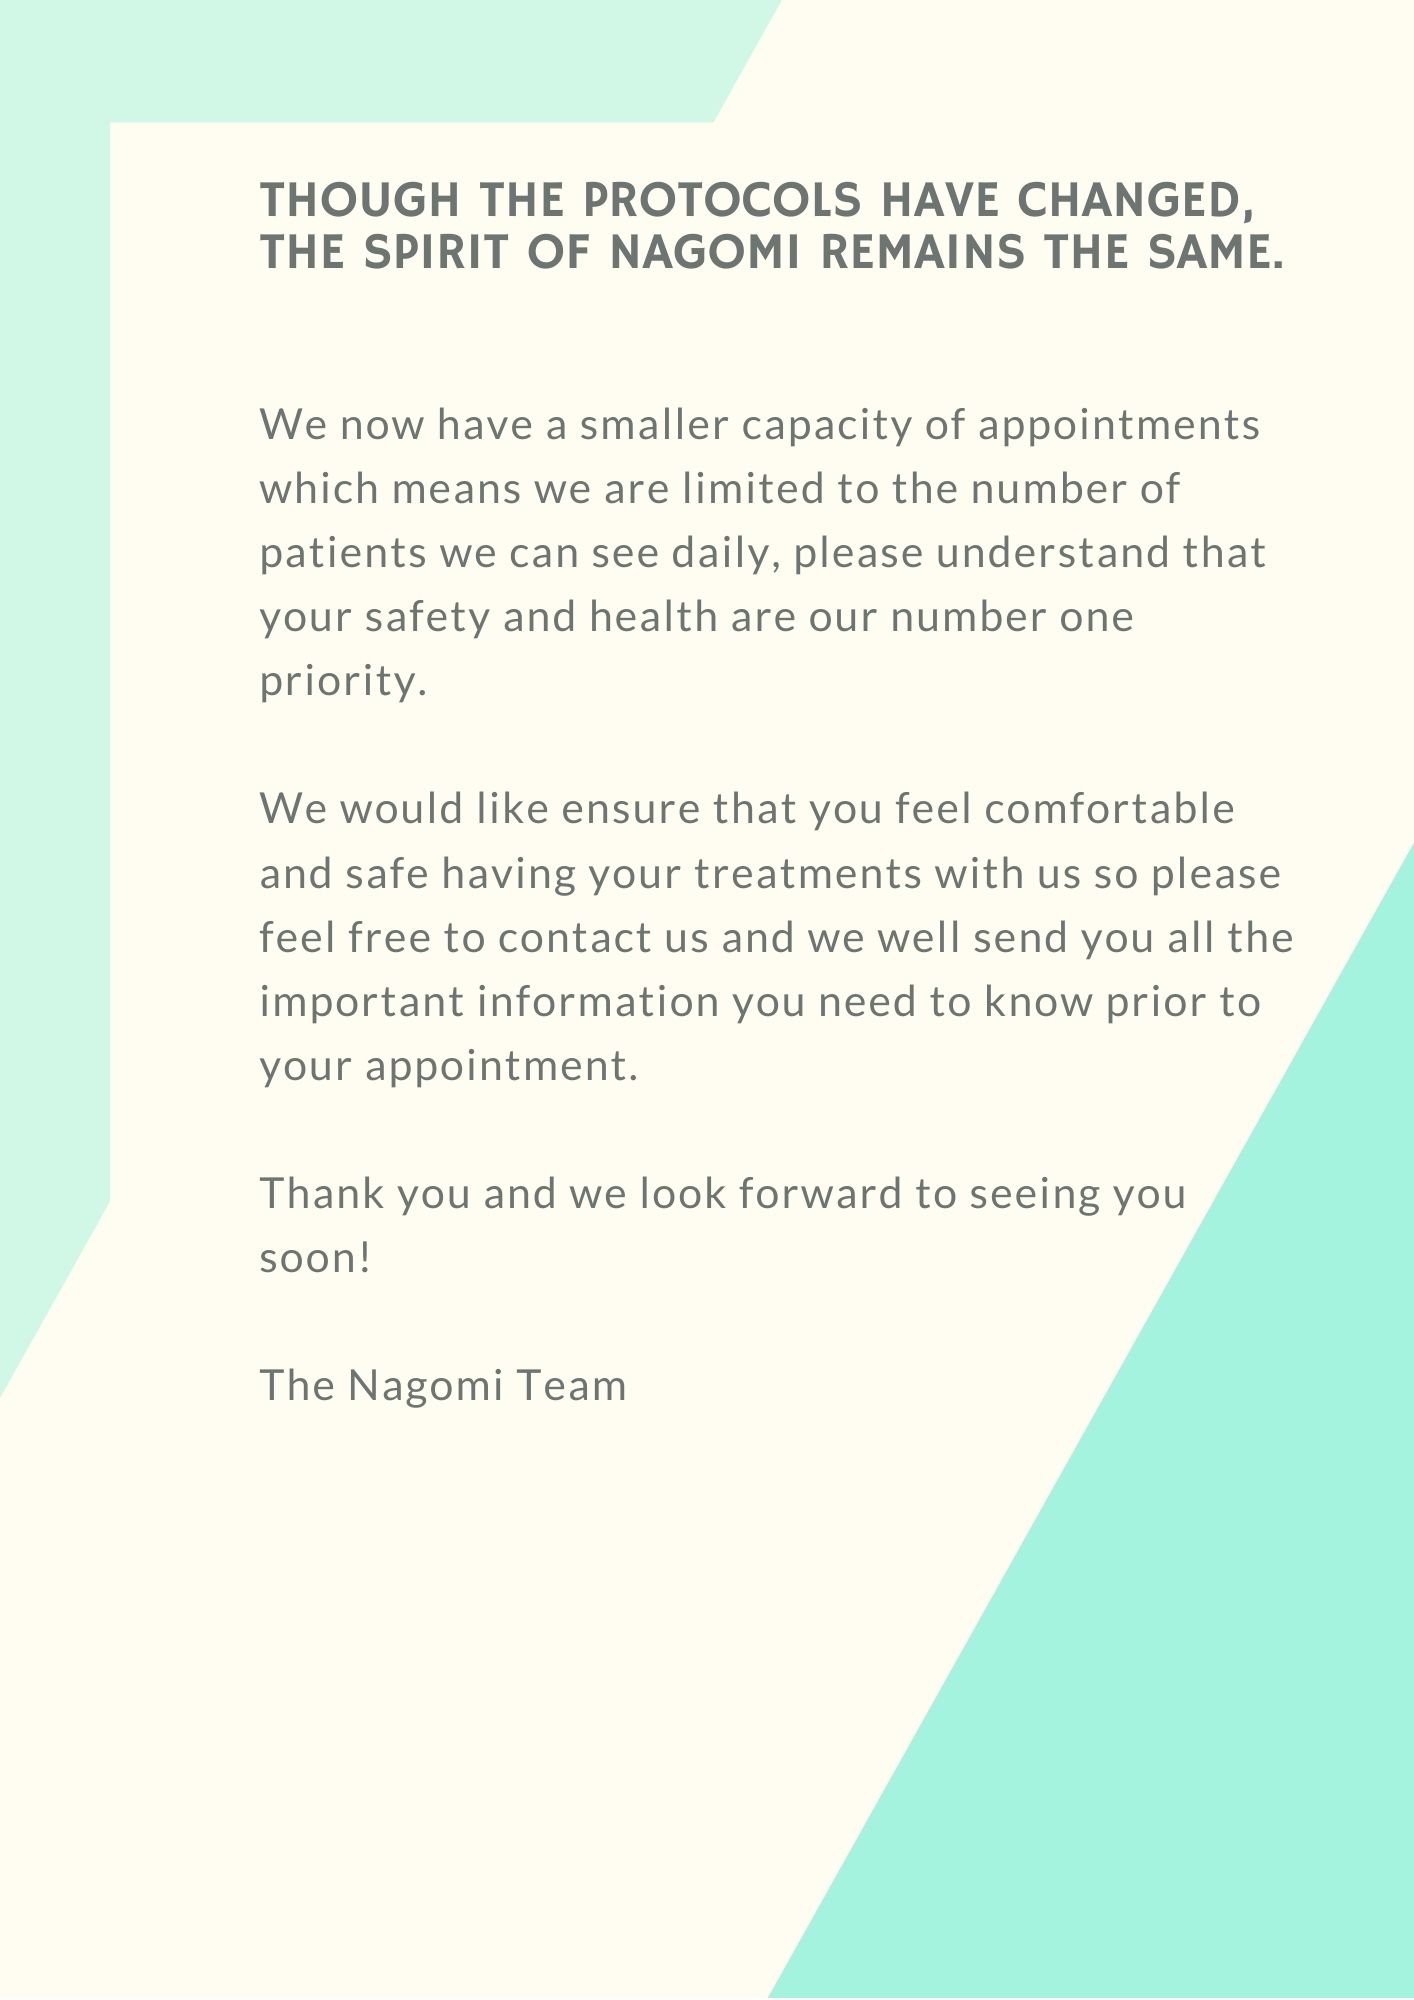 THOUGH THE PROTOCOLS HAVE CHANGED,
THE SPIRIT OF NAGOMI REMAINS THE SAME.
We now have a smaller capacity of appointments
which means we are limited to the number of
patients we can see daily, please understand that
your safety and health are our number one
priority.
We would like ensure that you feel comfortable
and safe having your treatments with us so please
feel free to contact us and we well send you all the
important information you need to know prior to
your appointment.
Thank you and we look forward to seeing you
soon!
The Nagomi Team